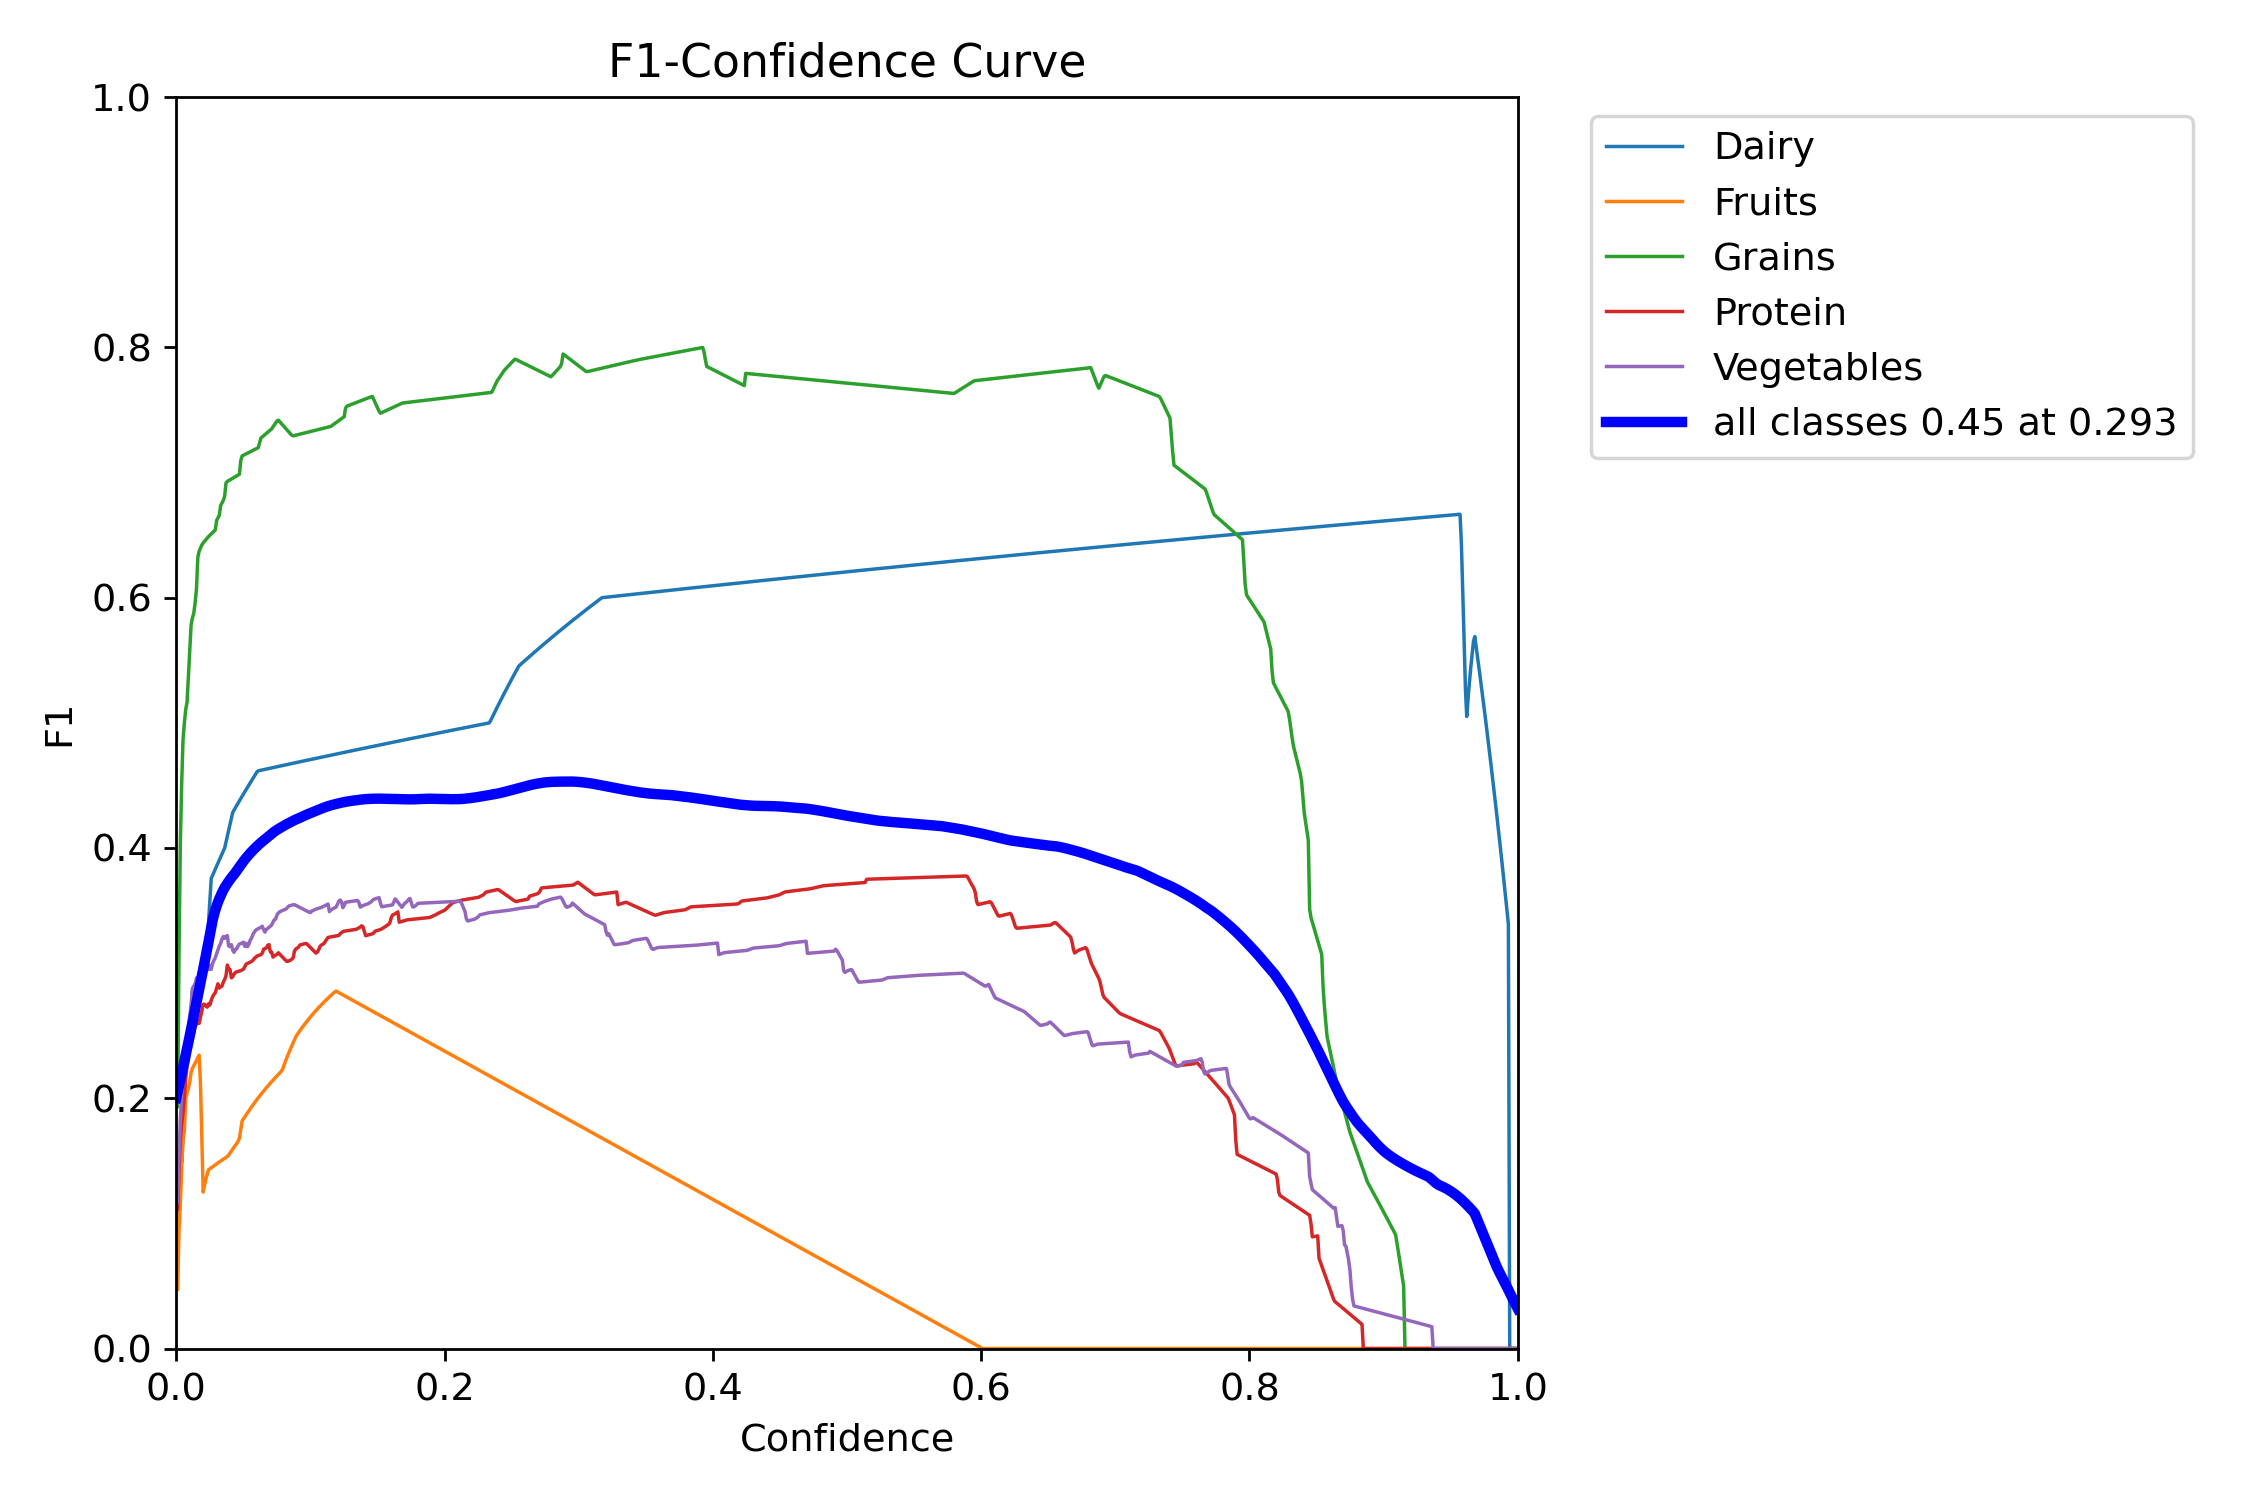 F1-Confidence Curve
1.0
0.8
0.6
0.4
0.2
0.0
F1
0.0 0.2 0.4 0.6 0.8 1.0
Confidence
Dairy
Fruits
Grains
Protein
Vegetables
all classes 0.45 at 0.293